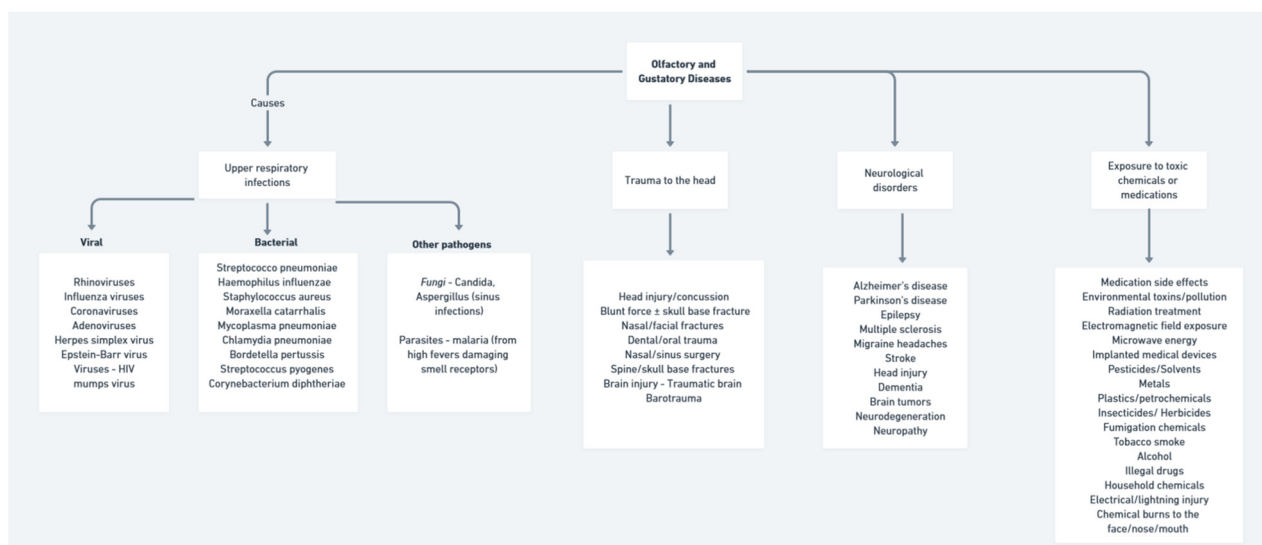 Olfactory and
Gustatory Diseases
Causes
Upper respiratory
infections
Trauma to the head
Neurological
disorders
Exposure to toxic
chemicals or
medications
Viral
Rhinoviruses
Influenza viruses
Coronaviruses
Adenoviruses
Herpes simplex virus
Epstein-Barr virus
Viruses - HIV
mumps virus
Bacterial
Streptococco pneumoniae
Haemophilus influenzae
Staphylococcus aureus
Moraxella catarrhalis
Mycoplasma pneumoniae
Chlamydia pneumoniae
Bordetella pertussis
Streptococcus pyogenes
Corynebacterium diphtheriae
Other pathogens
Fungi - Candida,
Aspergillus (sinus
infections)
Parasites - malaria (from
high fevers damaging
smell receptors)
Head injury/concussion
Blunt force ± skull base fracture
Nasal/facial fractures
Dental/oral trauma
Nasal/sinus surgery
Spine/skull base fractures
Brain injury - Traumatic brain
Barotrauma
Alzheimer's disease
Parkinson's disease
Epilepsy
Multiple sclerosis
Migraine headaches
Stroke
Head injury
Dementia
Brain tumors
Neurodegeneration
Neuropathy
Medication side effects
Environmental toxins/pollution
Radiation treatment
Electromagnetic field exposure
Microwave energy
Implanted medical devices
Pesticides/Solvents
Metals
Plastics/petrochemicals
Insecticides/ Herbicides
Fumigation chemicals
Tobacco smoke
Alcohol
Illegal drugs
Household chemicals
Electrical/lightning injury
Chemical burns to the
face/nose/mouth